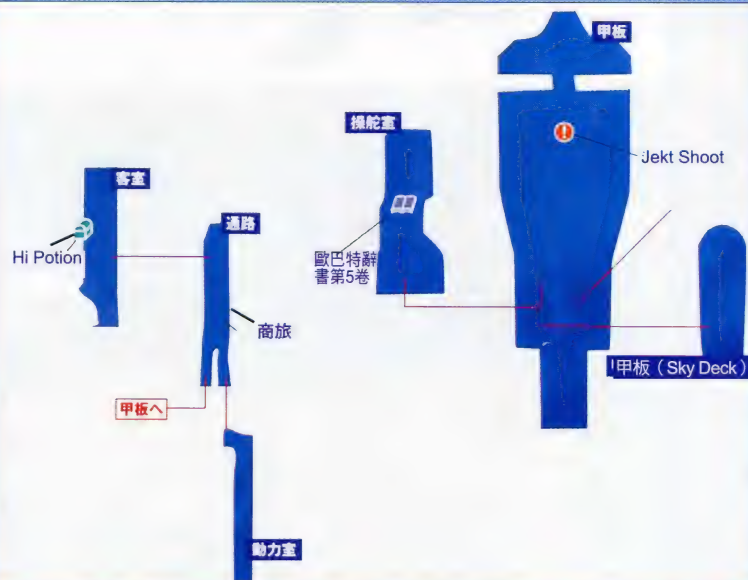 甲板
操舵室
Jekt Shoot
客室
通路
Hi Potion
歐巴特辭
書第5卷
商旅
甲板（Sky Deck）
甲板へ
動力室